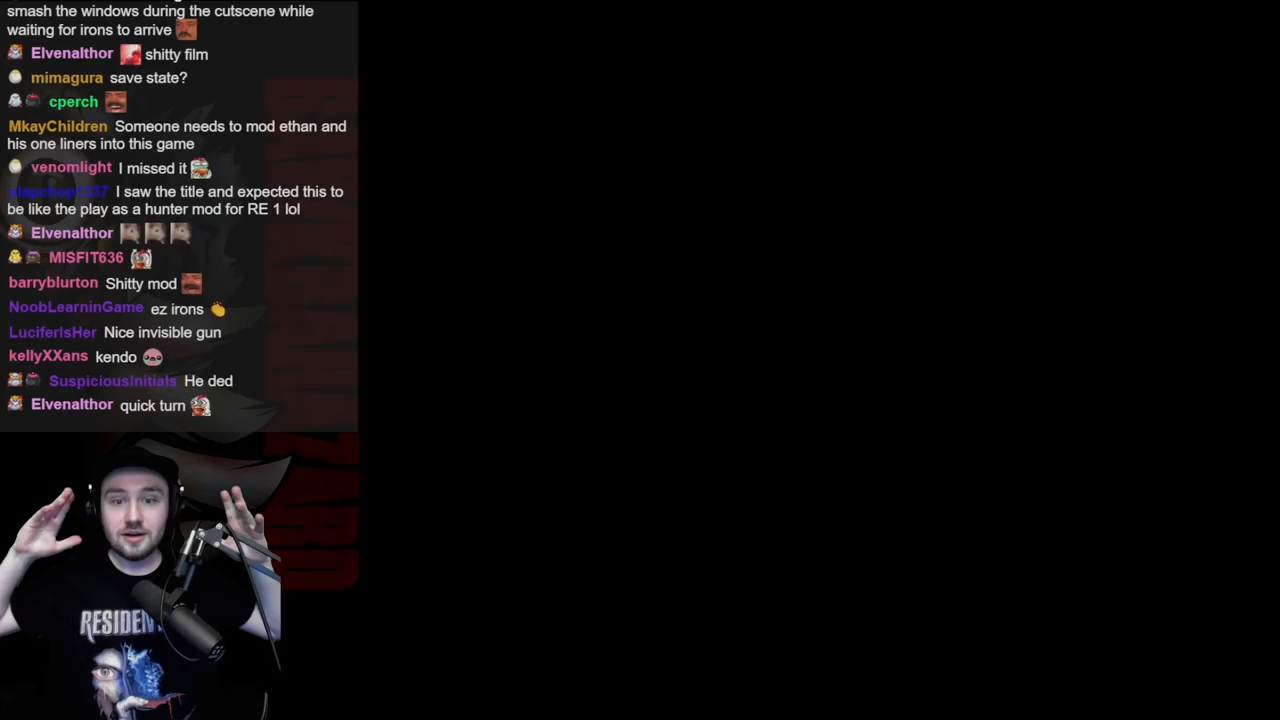 smash the windows during the cutscene while
waiting for irons to arrive
Elvenalthor shitty film
mimagura save state?
cperch
MkayChildren Someone needs to mod ethan and
his one liners into this game
venomlight I missed it
I saw the title and expected this to
be like the play as a hunter mod for RE 1 lol
Elvenalthor
MISFIT636
barryblurton Shitty mod
NoobLearninGame ez irons
LuciferIsHer Nice invisible gun
kellyXXans kendo
SuspiciousInitials He ded
Elvenalthor quick turn
RESIDENT